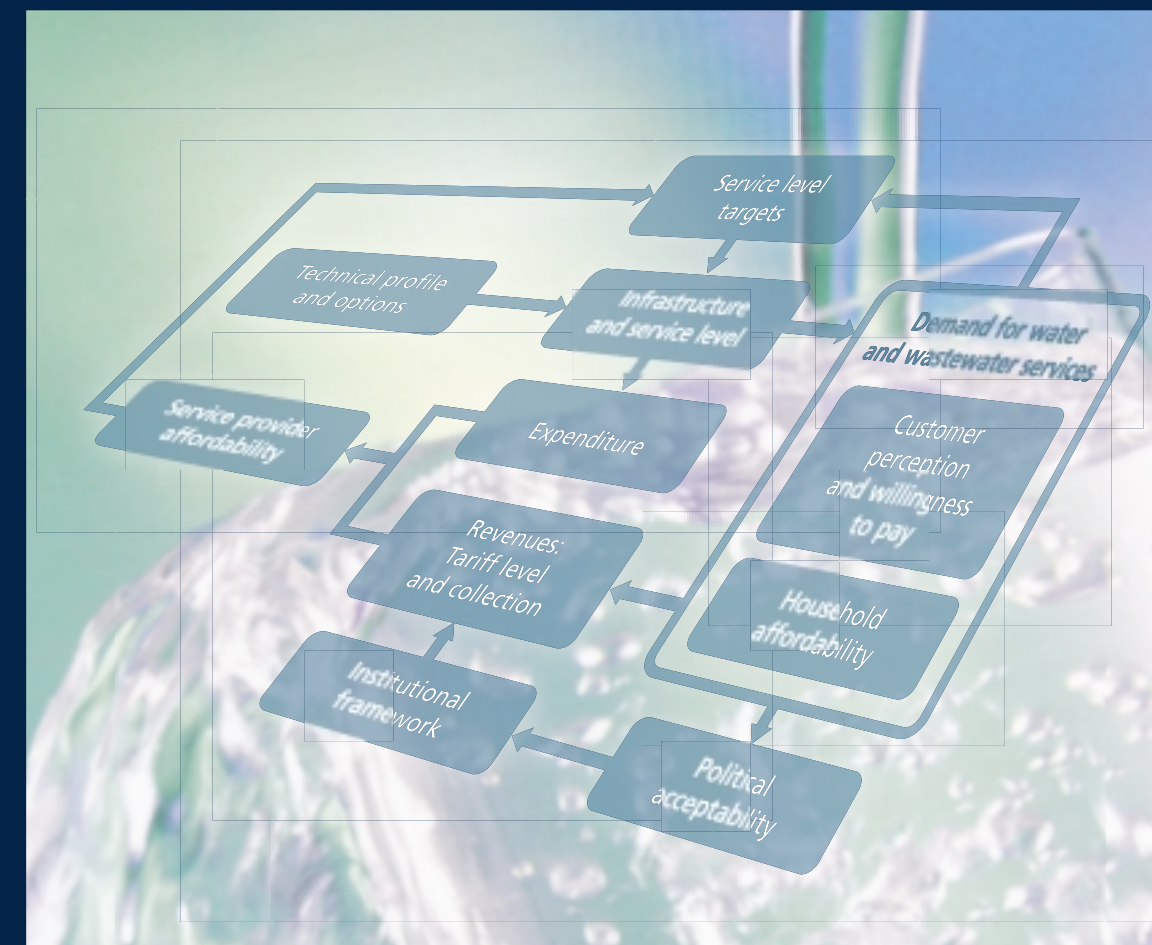 Service level
targets
Technical profile
and options
Infrastructure
and service level
Demand for water
and wastewater services
Service provider
affordability
Expenditure
Customer
perception
and willingness
to pay
Revenues:
Tariff level
and collection
Household
affordability
Institutional
framework
Political
acceptability